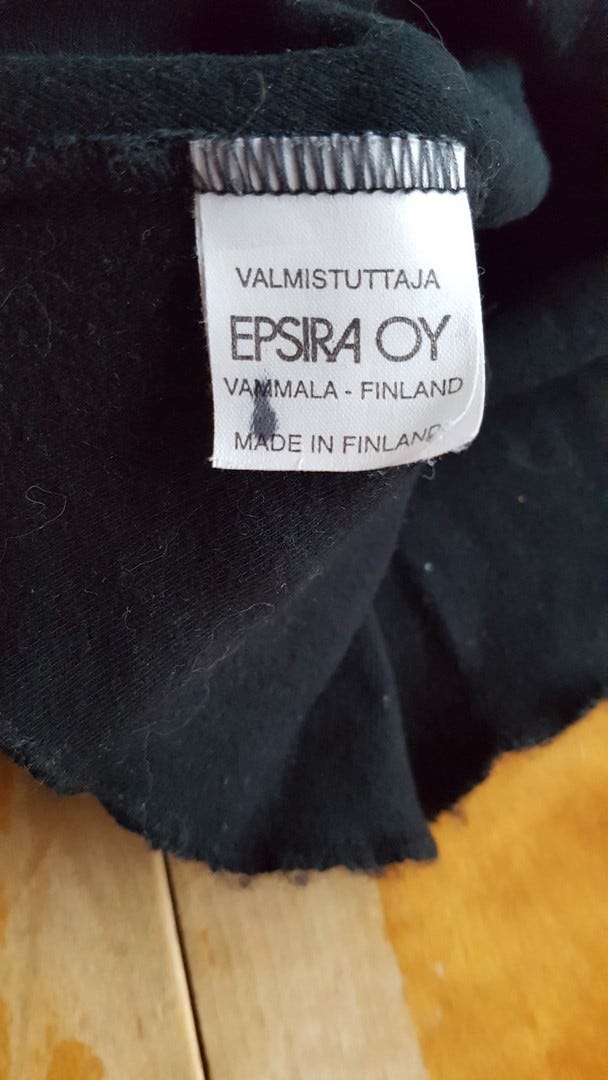 VALMISTUTTAJA
EPSIRA OY
VAMMALA - FINLAND
MADE IN FINLAND